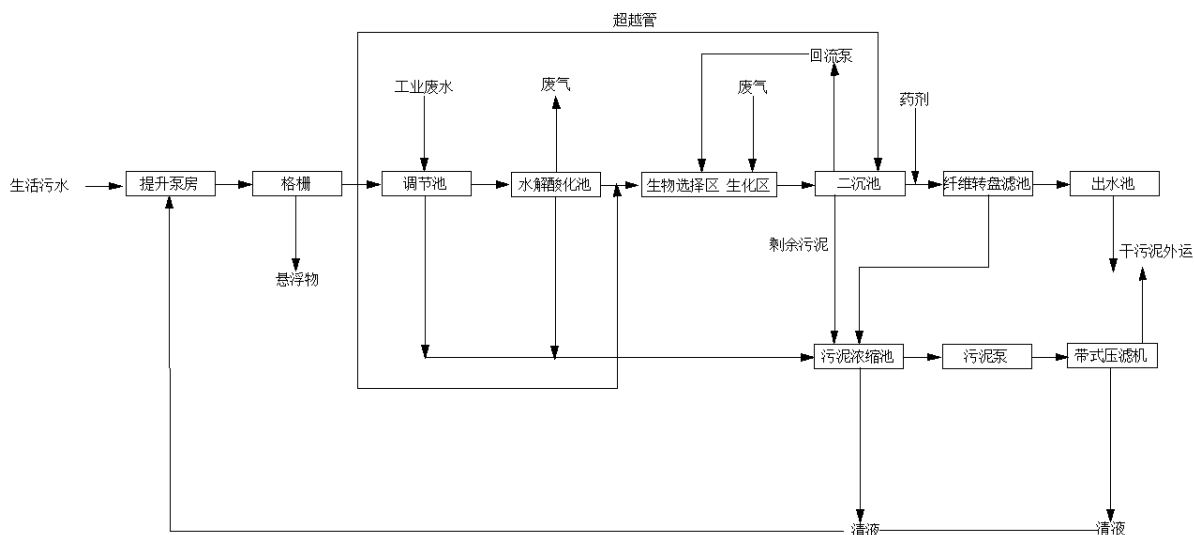 超越管
回流泵
工业废水
废气
废气
药剂
生活污水
提升泵房
格栅
调节池
水解酸化池
生物选择区 生化区
二沉池
纤维转盘滤池
出水池
剩余污泥
干污泥外运
悬浮物
污泥浓缩池
污泥泵
带式压滤机
清液
清液